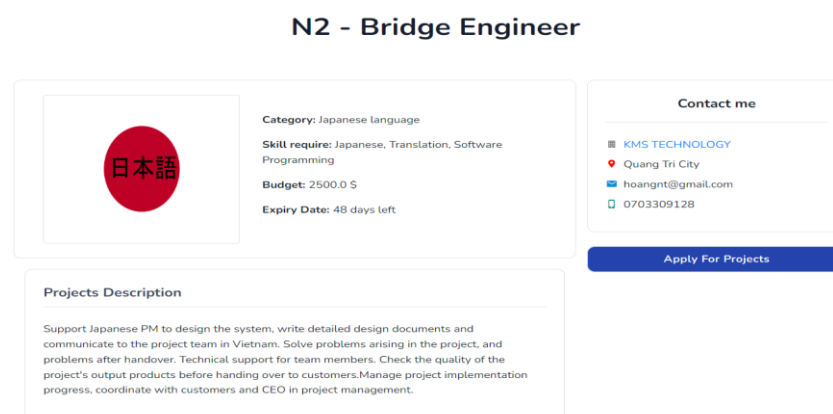 N2 - Bridge Engineer
日本語
Category: Japanese language
Skill require: Japanese, Translation, Software
Programming
Budget: 2500.0 $
Expiry Date: 48 days left
Contact me
KMS TECHNOLOGY
Quang Tri City
hoangnt@gmail.com
0703309128
Apply For Projects
Projects Description
Support Japanese PM to design the system, write detailed design documents and
communicate to the project team in Vietnam. Solve problems arising in the project, and
problems after handover. Technical support for team members. Check the quality of the
project's output products before handing over to customers.Manage project implementation
progress, coordinate with customers and CEO in project management.